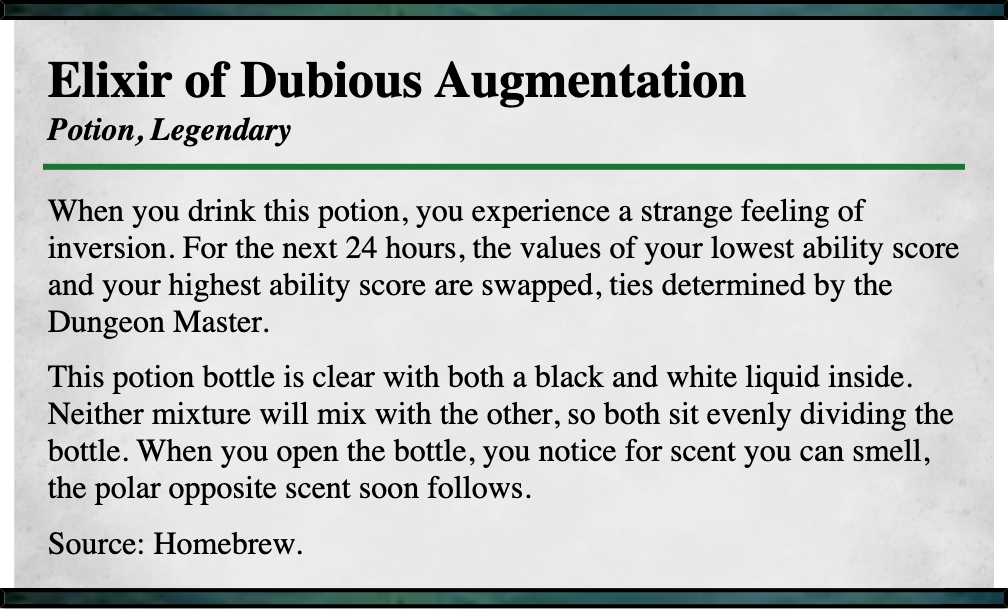 Elixir of Dubious Augmentation
Potion, Legendary
When you drink this potion, you experience a strange feeling of
inversion. For the next 24 hours, the values of your lowest ability score
and your highest ability score are swapped, ties determined by the
Dungeon Master.
This potion bottle is clear with both a black and white liquid inside.
Neither mixture will mix with the other, so both sit evenly dividing the
bottle. When you open the bottle, you notice for scent you can smell,
the polar opposite scent soon follows.
Source: Homebrew.